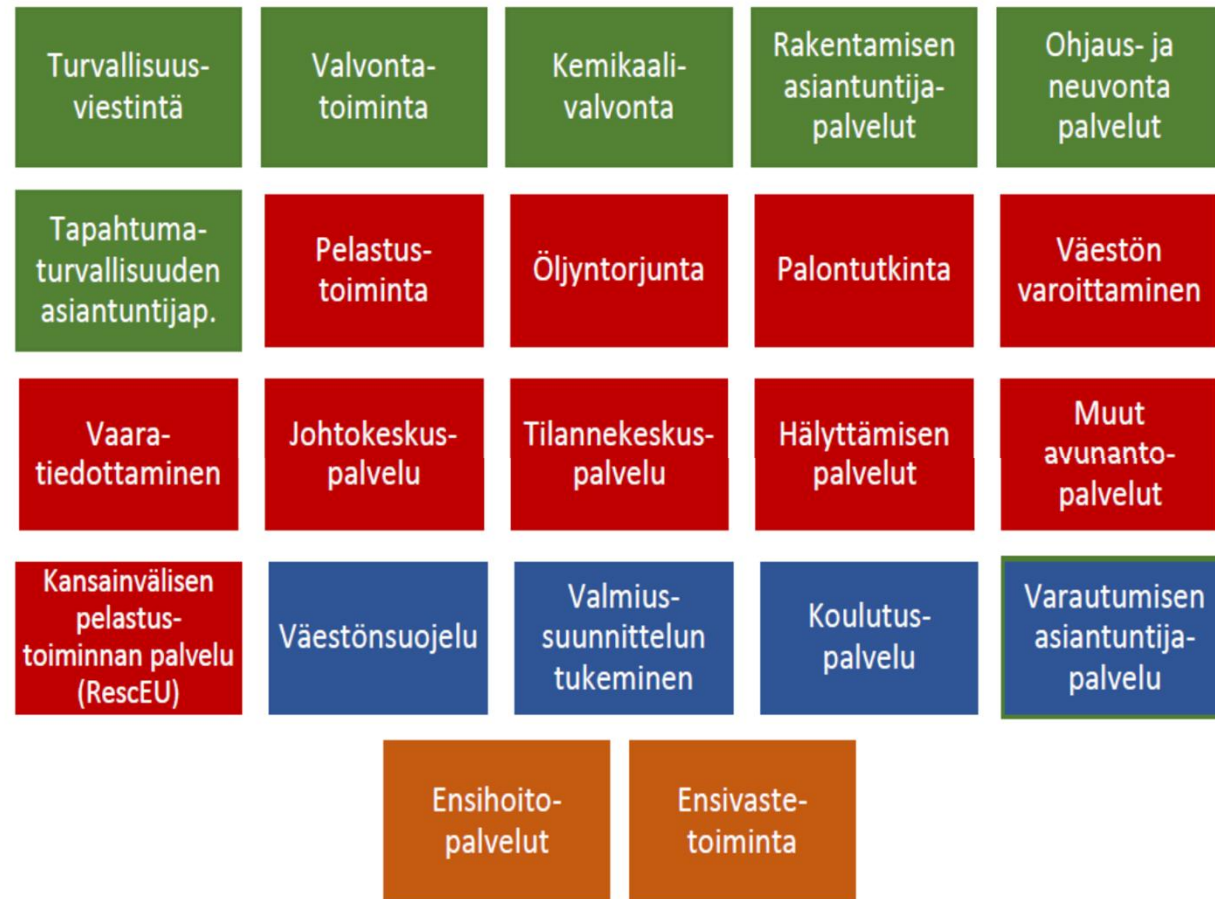 Turvallisuus-
viestintä
Valvonta-
toiminta
Kemikaali-
valvonta
Rakentamisen
asiantuntija-
palvelut
Ohjaus- ja
neuvonta
palvelut
Tapahtuma-
turvallisuuden
asiantuntijap.
Pelastus-
toiminta
Öljyntorjunta
Palontutkinta
Väestön
varoittaminen
Vaara-
tiedottaminen
Johtokeskus-
palvelu
Tilannekeskus-
palvelu
Hälyttämisen
palvelut
Muut
avunanto-
palvelut
Kansainvälisen
pelastus-
toiminnan palvelu
(RescEU)
Väestönsuojelu
Valmius-
suunnittelun
tukeminen
Koulutus-
palvelu
Varautumisen
asiantuntija-
palvelu
Ensihoito-
palvelut
Ensivaste-
toiminta